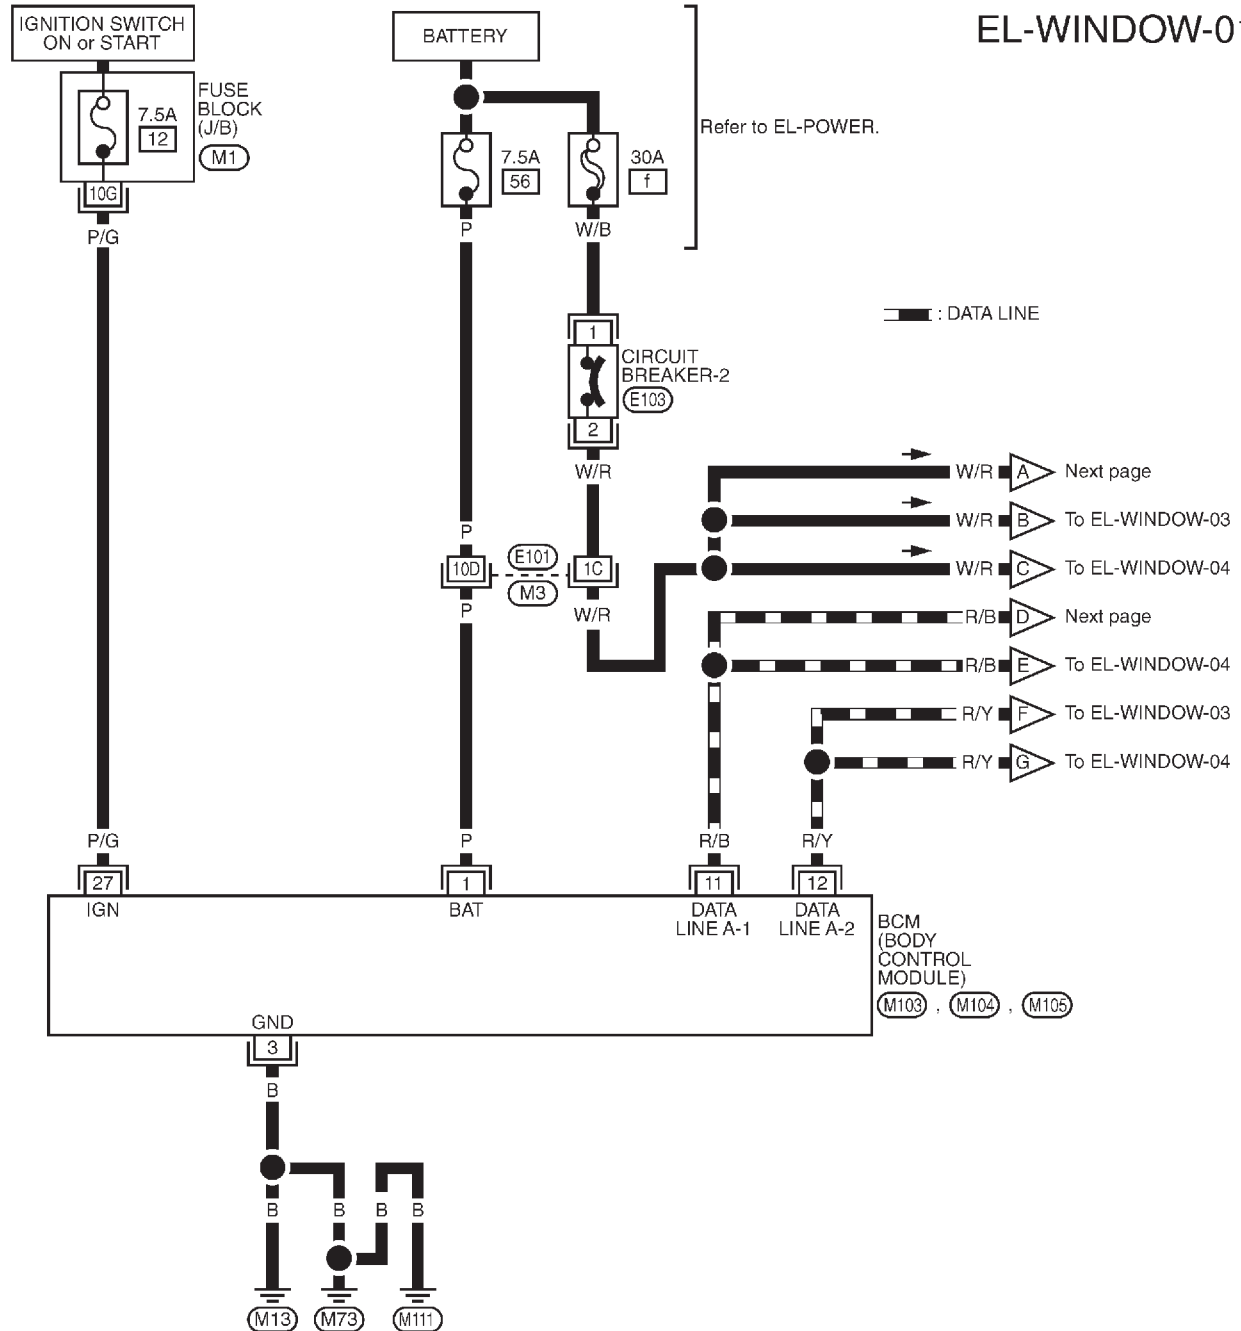 EL-WINDOW-01
IGNITION SWITCH
ON or START
BATTERY
FUSE
BLOCK
(J/B)
M1
7.5A
12
10G
P/G
7.5A
56
P
30A
f
W/B
Refer to EL-POWER.
: DATA LINE
1
CIRCUIT
BREAKER-2
E103
2
W/R
W/R A Next page
W/R B To EL-WINDOW-03
P
10D
E101
M3
1C
W/R C To EL-WINDOW-04
P
W/R
R/B D Next page
R/B E To EL-WINDOW-04
R/Y F To EL-WINDOW-03
R/Y G To EL-WINDOW-04
P/G
P
R/B
R/Y
27
1
11
12
IGN
BAT
DATA
LINE A-1
DATA
LINE A-2
BCM
(BODY
CONTROL
MODULE)
M103 , M104 , M105
GND
3
B
B
B
B
B
M13
M73
M111